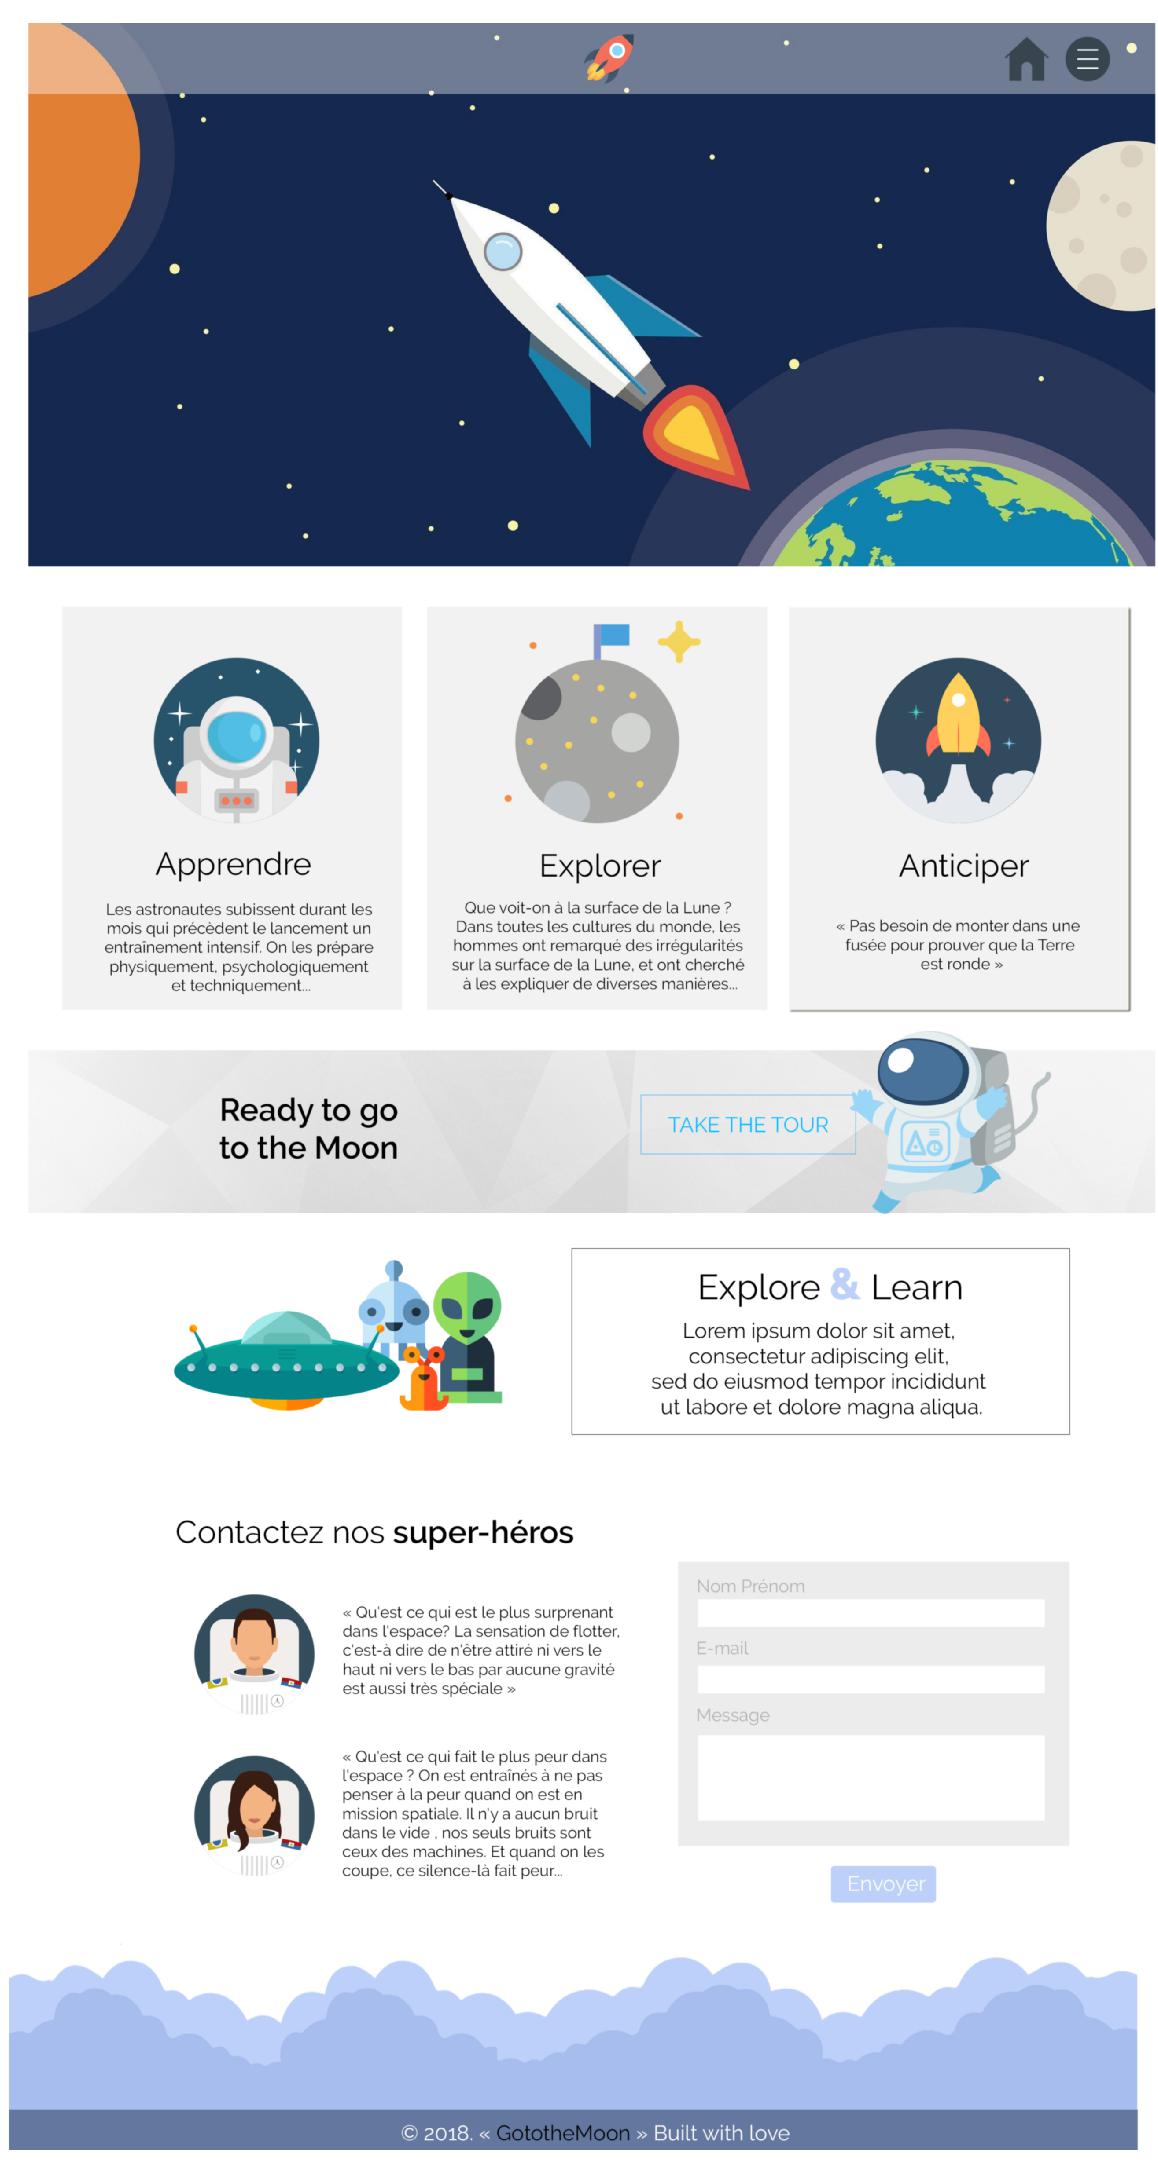 Apprendre
Les astronautes subissent durant les
mois qui précèdent le lancement un
entraînement intensif. On les prépare
physiquement, psychologiquement
et techniquement...
Explorer
Que voit-on à la surface de la Lune ?
Dans toutes les cultures du monde, les
hommes ont remarqué des irrégularités
sur la surface de la Lune, et ont cherché
à les expliquer de diverses manières...
Anticiper
« Pas besoin de monter dans une
fusée pour prouver que la Terre
est ronde »
Ready to go
to the Moon
TAKE THE TOUR
Explore & Learn
Lorem ipsum dolor sit amet,
consectetur adipiscing elit,
sed do eiusmod tempor incididunt
ut labore et dolore magna aliqua.
Contactez nos super-héros
« Qu'est ce qui est le plus surprenant
dans l'espace? La sensation de flotter,
c'est-à dire de n'être attiré ni vers le
haut ni vers le bas par aucune gravité
est aussi très spéciale »
« Qu'est ce qui fait le plus peur dans
l'espace ? On est entraînés à ne pas
penser à la peur quand on est en
mission spatiale. Il n'y a aucun bruit
dans le vide , nos seuls bruits sont
ceux des machines. Et quand on les
coupe, ce silence-là fait peur...
Nom Prénom
E-mail
Message
Envoyer
© 2018. « GototheMoon » Built with love